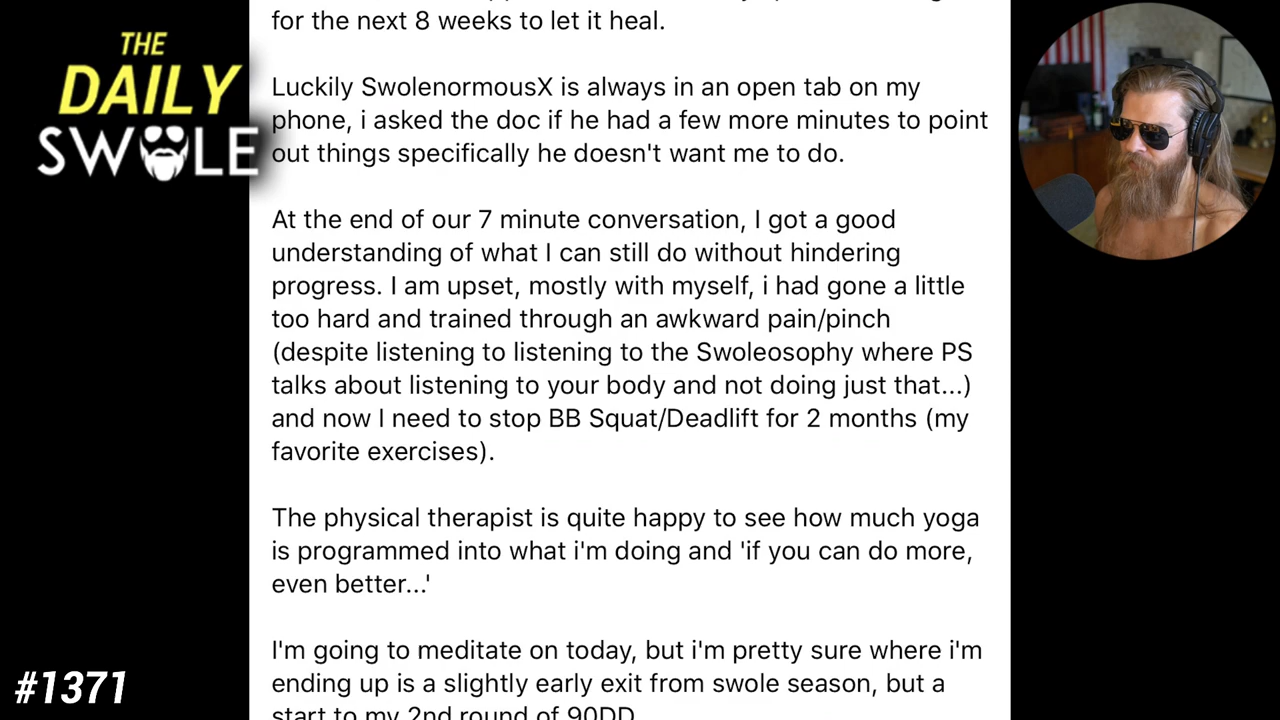 THE
DAILY
SWOLE
for the next 8 weeks to let it heal.
Luckily SwolenormousX is always in an open tab on my
phone, i asked the doc if he had a few more minutes to point
out things specifically he doesn't want me to do.
At the end of our 7 minute conversation, I got a good
understanding of what I can still do without hindering
progress. I am upset, mostly with myself, i had gone a little
too hard and trained through an awkward pain/pinch
(despite listening to listening to the Swoleosophy where PS
talks about listening to your body and not doing just that...)
and now I need to stop BB Squat/Deadlift for 2 months (my
favorite exercises).
The physical therapist is quite happy to see how much yoga
is programmed into what i'm doing and 'if you can do more,
even better...'
I'm going to meditate on today, but i'm pretty sure where i'm
ending up is a slightly early exit from swole season, but a
start to my 2nd round of 90DD
#1371